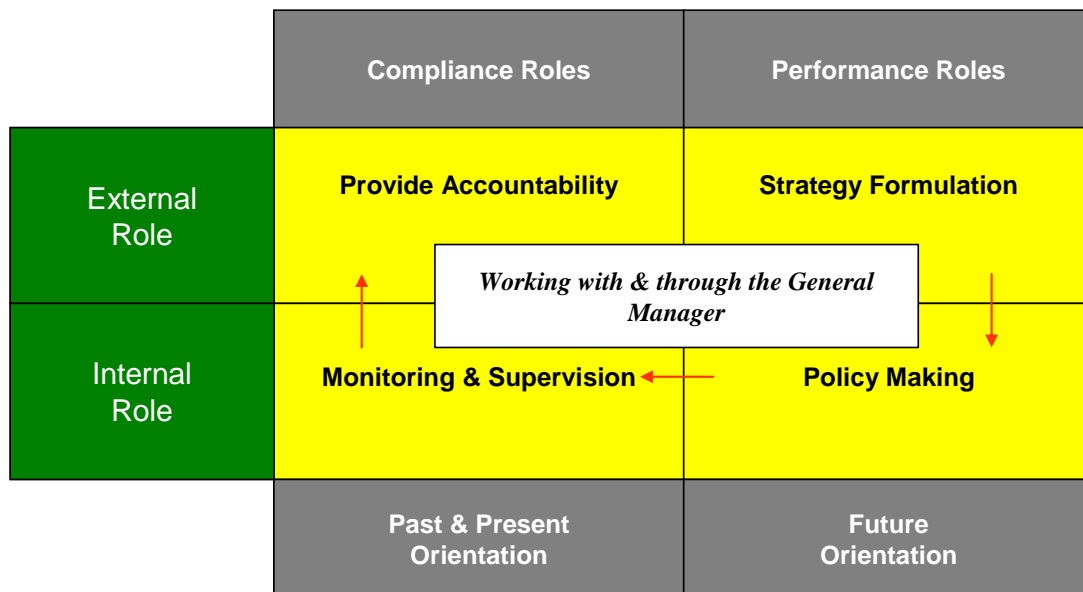 Compliance Roles
Performance Roles
External
Role
Provide Accountability
Strategy Formulation
Working with & through the General
Manager
Internal
Role
Monitoring & Supervision
Policy Making
Past & Present
Orientation
Future
Orientation